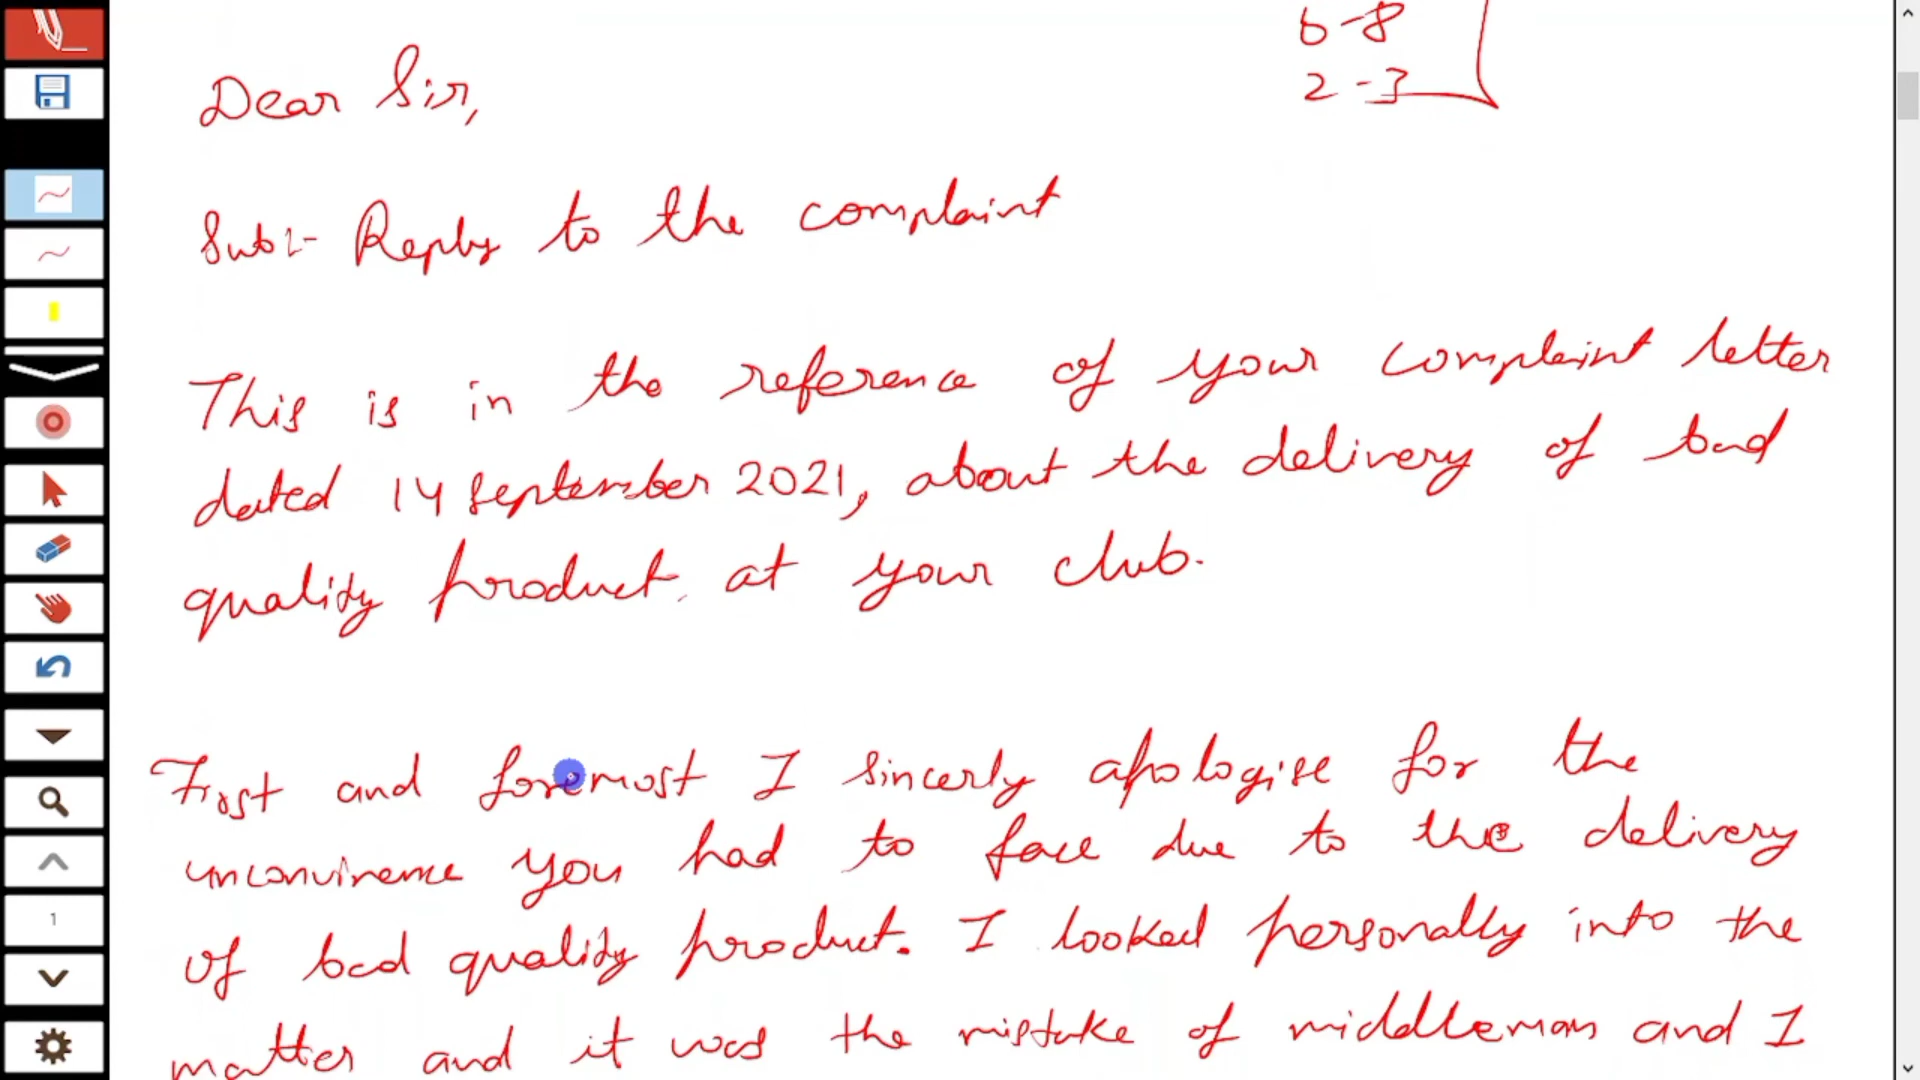 6-8
2-3
Dear Sir,
Sub:- Reply to the complaint
This is in the reference of your complaint letter
dated 14 September 2021, about the delivery of bad
quality product. at your club.
First and foremost I sincerly apologise for the
unconvinence you had to face due to the delivery
of bad quality product. I looked personally into the
matter and it was the mistake of middleman and I
1